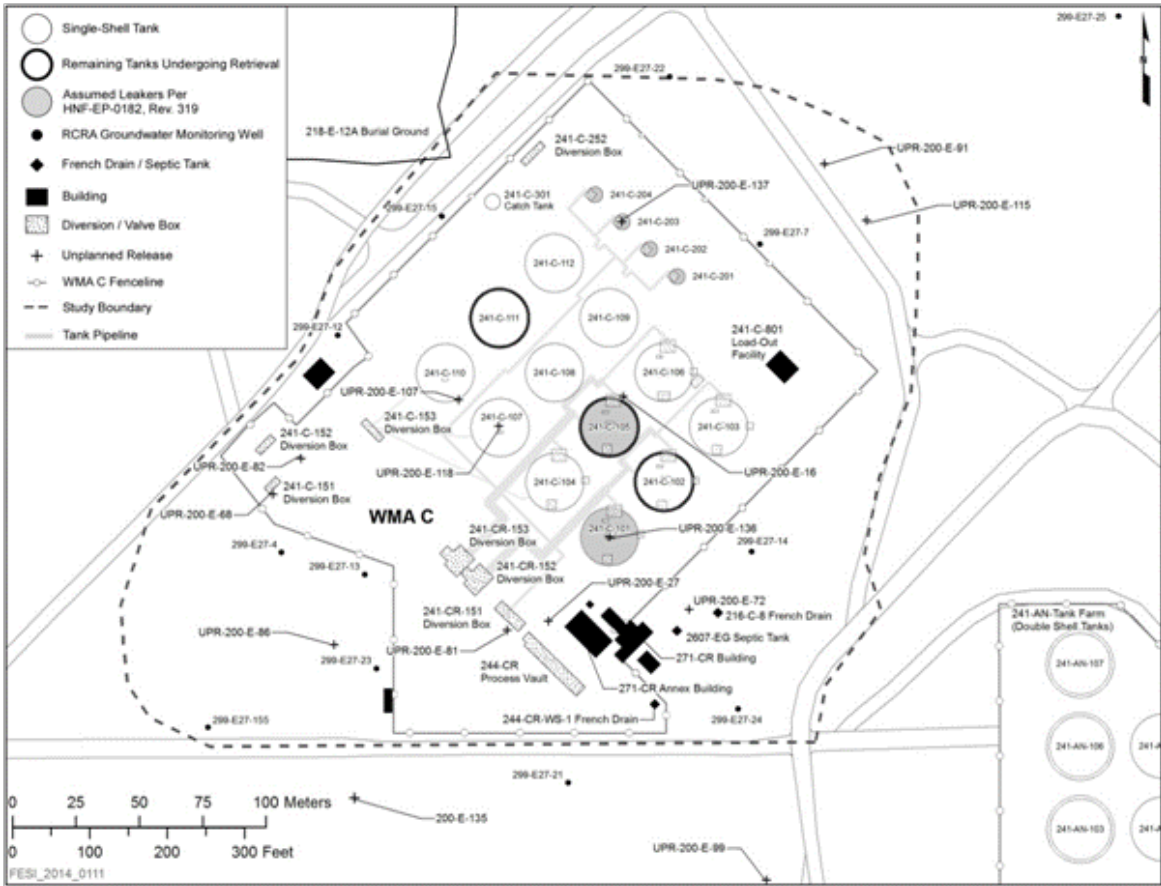 Single-Shell Tank
Remaining Tanks Undergoing Retrieval
Assumed Leakers Per
HNF-EP-0182, Rev. 319
RCRA Groundwater Monitoring Well
French Drain / Septic Tank
Building
Diversion / Valve Box
Unplanned Release
WMA C Fenceline
Study Boundary
Tank Pipeline
299-E27-25
N
299-E27-22
218-E-12A Burial Ground
241-C-252
Diversion Box
UPR-200-E-91
UPR-200-E-137
241-C-204
241-C-301
Catch Tank
UPR-200-E-115
299-E27-15
241-C-203
299-E27-7
241-C-202
241-C-112
241-C-201
241-C-111
241-C-109
299-E27-12
241-C-801
Load-Out
Facility
241-C-110
241-C-108
241-C-106
UPR-200-E-107
241-C-153
Diversion Box
241-C-107
241-C-105
241-C-103
241-C-152
Diversion Box
UPR-200-E-82
UPR-200-E-118
UPR-200-E-16
241-C-151
Diversion Box
241-C-104
241-C-102
UPR-200-E-68
WMA C
241-CR-153
Diversion Box
241-C-101
UPR-200-E-136
299-E27-4
299-E27-14
299-E27-13
241-CR-152
Diversion Box
UPR-200-E-27
241-CR-151
Diversion Box
UPR-200-E-72
216-C-8 French Drain
241-AN-Tank Farm
(Double Shell Tanks)
UPR-200-E-86
UPR-200-E-81
2607-EG Septic Tank
299-E27-23
244-CR
Process Vault
271-CR Building
241-AN-107
271-CR Annex Building
299-E27-155
244-CR-WS-1 French Drain
299-E27-24
241-AN-106
241-A
299-E27-21
0 25 50 75 100 Meters
200-E-135
0 100 200 300 Feet
241-AN-103
241-A
UPR-200-E-99
FESI_2014_0111